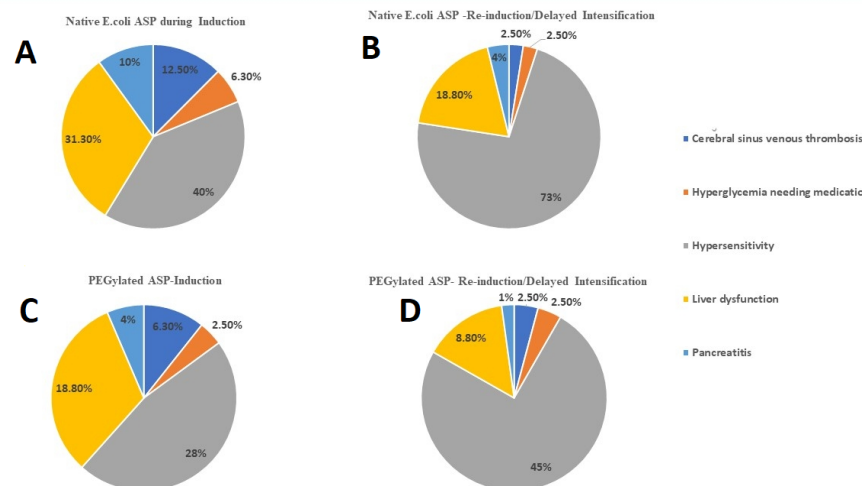 Native E.coli ASP during Induction
A
10%
12.50%
6.30%
31.30%
40%
Native E.coli ASP -Re-induction/Delayed Intensification
B
2.50%
2.50%
4%
18.80%
73%
PEGylated ASP-Induction
C
4%
6.30%
2.50%
18.80%
28%
PEGylated ASP- Re-induction/Delayed Intensification
D
1%
2.50%
2.50%
8.80%
45%
Cerebral sinus venous thrombosis
Hyperglycemia needing medicatio
Hypersensitivity
Liver dysfunction
Pancreatitis